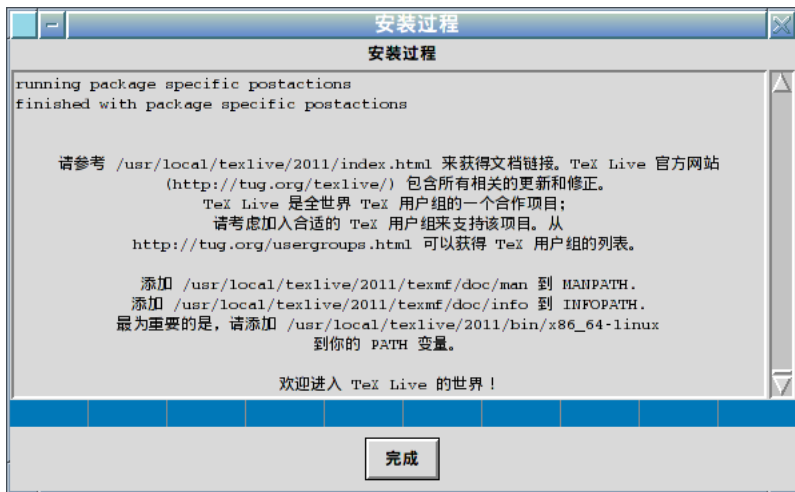 安装过程
安装过程
running package specific postactions
finished with package specific postactions
请参考 /usr/local/texlive/2011/index.html 来获得文档链接。TeX Live 官方网站
(http://tug.org/texlive/) 包含所有相关的更新和修正。
TeX Live 是全世界 TeX 用户组的一个合作项目；
请考虑加入合适的 TeX 用户组来支持该项目。从
http://tug.org/usergroups.html 可以获得 TeX 用户组的列表。
添加 /usr/local/texlive/2011/texmf/doc/man 到 MANPATH.
添加 /usr/local/texlive/2011/texmf/doc/info 到 INFOPATH.
最为重要的是，请添加 /usr/local/texlive/2011/bin/x86_64-linux
到你的 PATH 变量。
欢迎进入 TeX Live 的世界！
完成